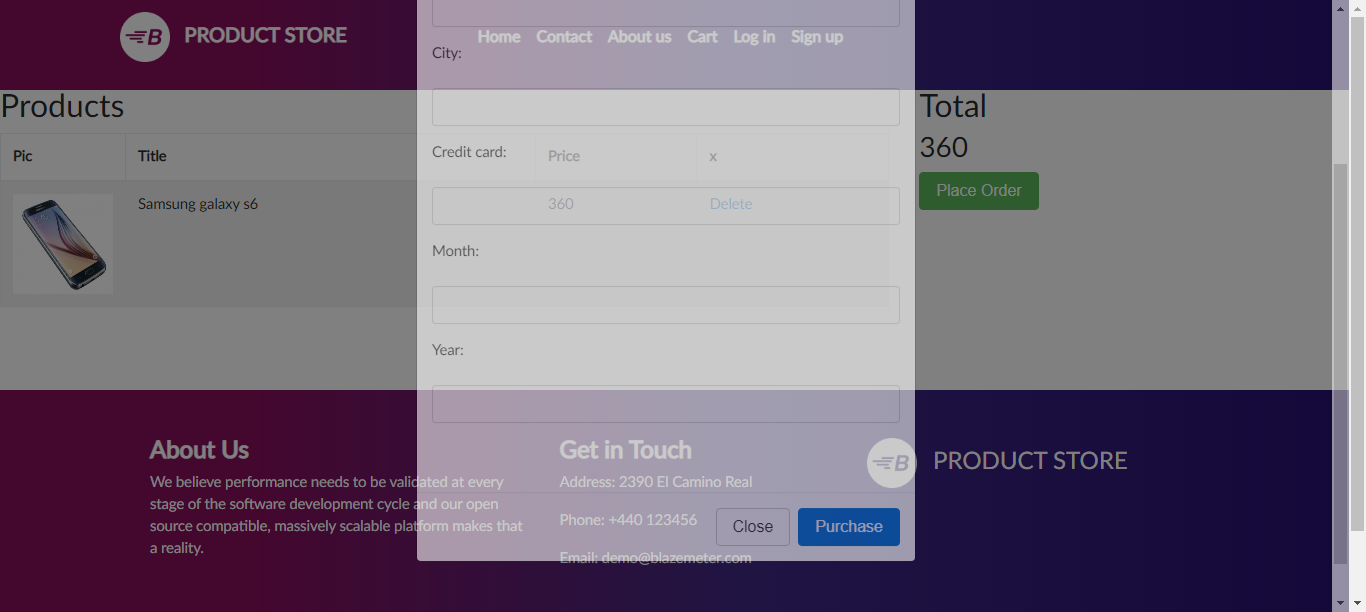 B PRODUCT STORE
Home Contact About us Cart Log in Sign up
City:
Products
Total
360
Pic Title Price x
Credit card:
Samsung galaxy s6 360 Delete
Place Order
Month:
Year:
About Us
We believe performance needs to be validated at every
stage of the software development cycle and our open
source compatible, massively scalable platform makes that
a reality.
Get in Touch
Address: 2390 El Camino Real
Phone: +440 123456
Email: demo@blazemeter.com
B PRODUCT STORE
Close Purchase